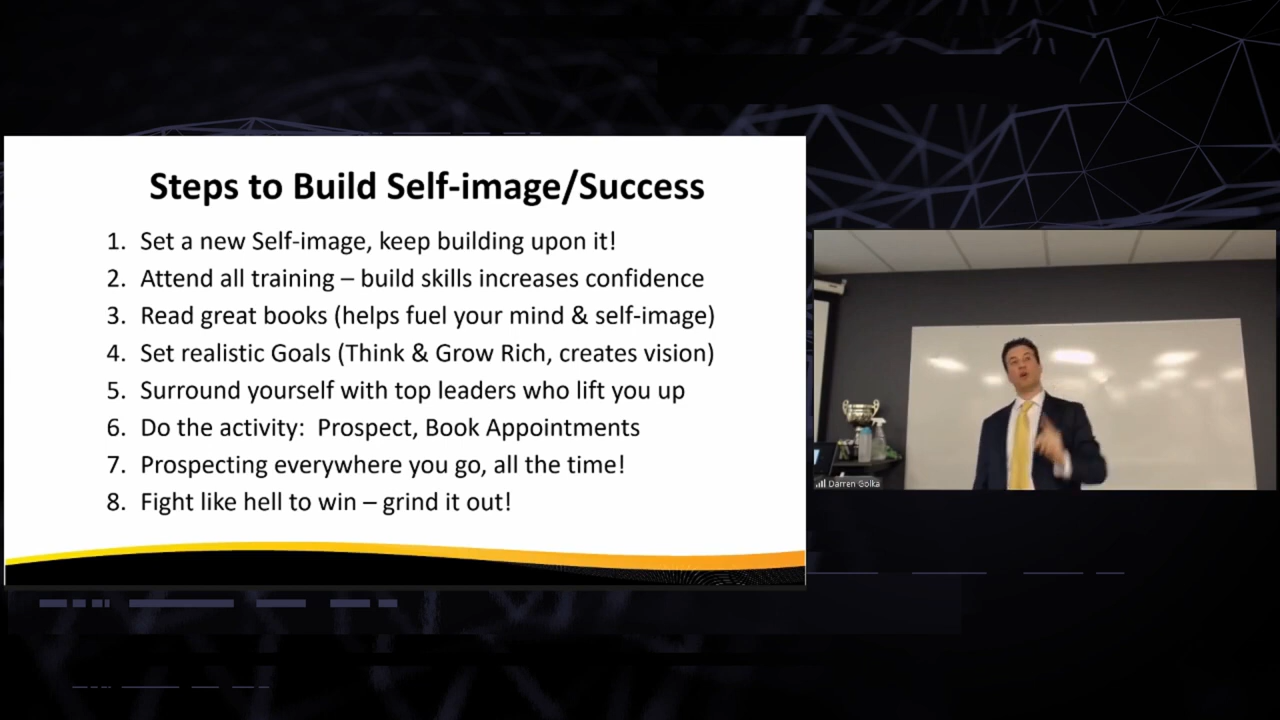 Steps to Build Self-image/Success
1. Set a new Self-image, keep building upon it!
2. Attend all training – build skills increases confidence
3. Read great books (helps fuel your mind & self-image)
4. Set realistic Goals (Think & Grow Rich, creates vision)
5. Surround yourself with top leaders who lift you up
6. Do the activity:  Prospect, Book Appointments
7. Prospecting everywhere you go, all the time!
8. Fight like hell to win – grind it out!
Darren Golka